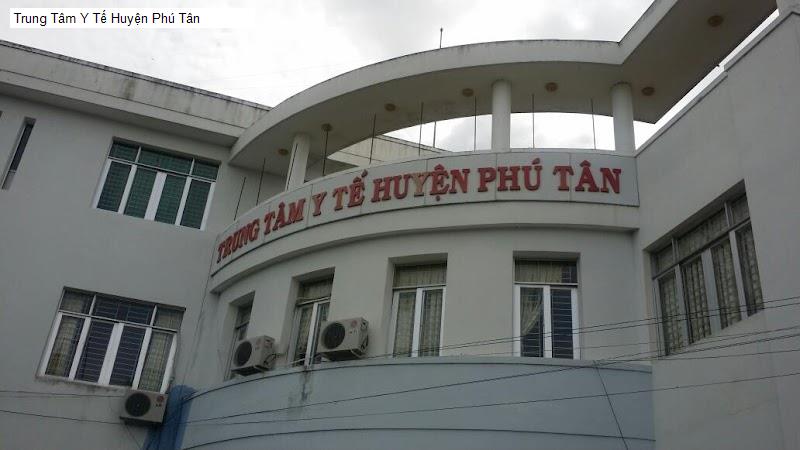 Trung Tâm Y Tế Huyện Phú Tân
TRUNG TÂM Y TẾ HUYỆN PHÚ TÂN